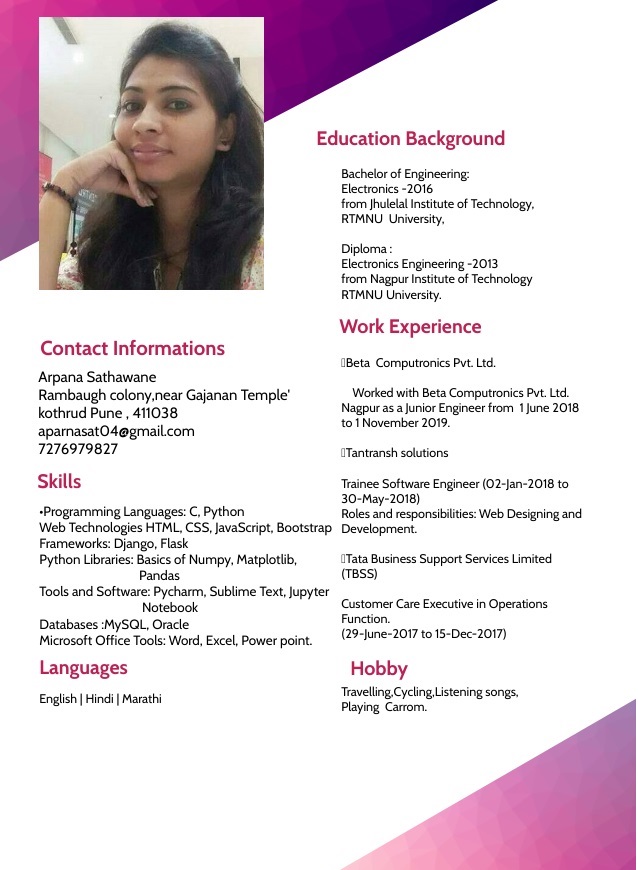 Education Background
Bachelor of Engineering:
Electronics -2016
from Jhulelal Institute of Technology,
RTMNU  University,
Diploma :
Electronics Engineering -2013
from Nagpur Institute of Technology
RTMNU University.
Work Experience
▯Beta  Computronics Pvt. Ltd.
Worked with Beta Computronics Pvt. Ltd.
Nagpur as a Junior Engineer from  1 June 2018
to 1 November 2019.
▯Tantransh solutions
Trainee Software Engineer (02-Jan-2018 to
30-May-2018)
Roles and responsibilities: Web Designing and
Development.
▯Tata Business Support Services Limited
(TBSS)
Customer Care Executive in Operations
Function.
(29-June-2017 to 15-Dec-2017)
Hobby
Travelling,Cycling,Listening songs,
Playing  Carrom.
Contact Informations
Arpana Sathawane
Rambaugh colony,near Gajanan Temple'
kothrud Pune , 411038
aparnasat04@gmail.com
7276979827
Skills
•Programming Languages: C, Python
Web Technologies HTML, CSS, JavaScript, Bootstrap
Frameworks: Django, Flask
Python Libraries: Basics of Numpy, Matplotlib,
Pandas
Tools and Software: Pycharm, Sublime Text, Jupyter
Notebook
Databases :MySQL, Oracle
Microsoft Office Tools: Word, Excel, Power point.
Languages
English | Hindi | Marathi